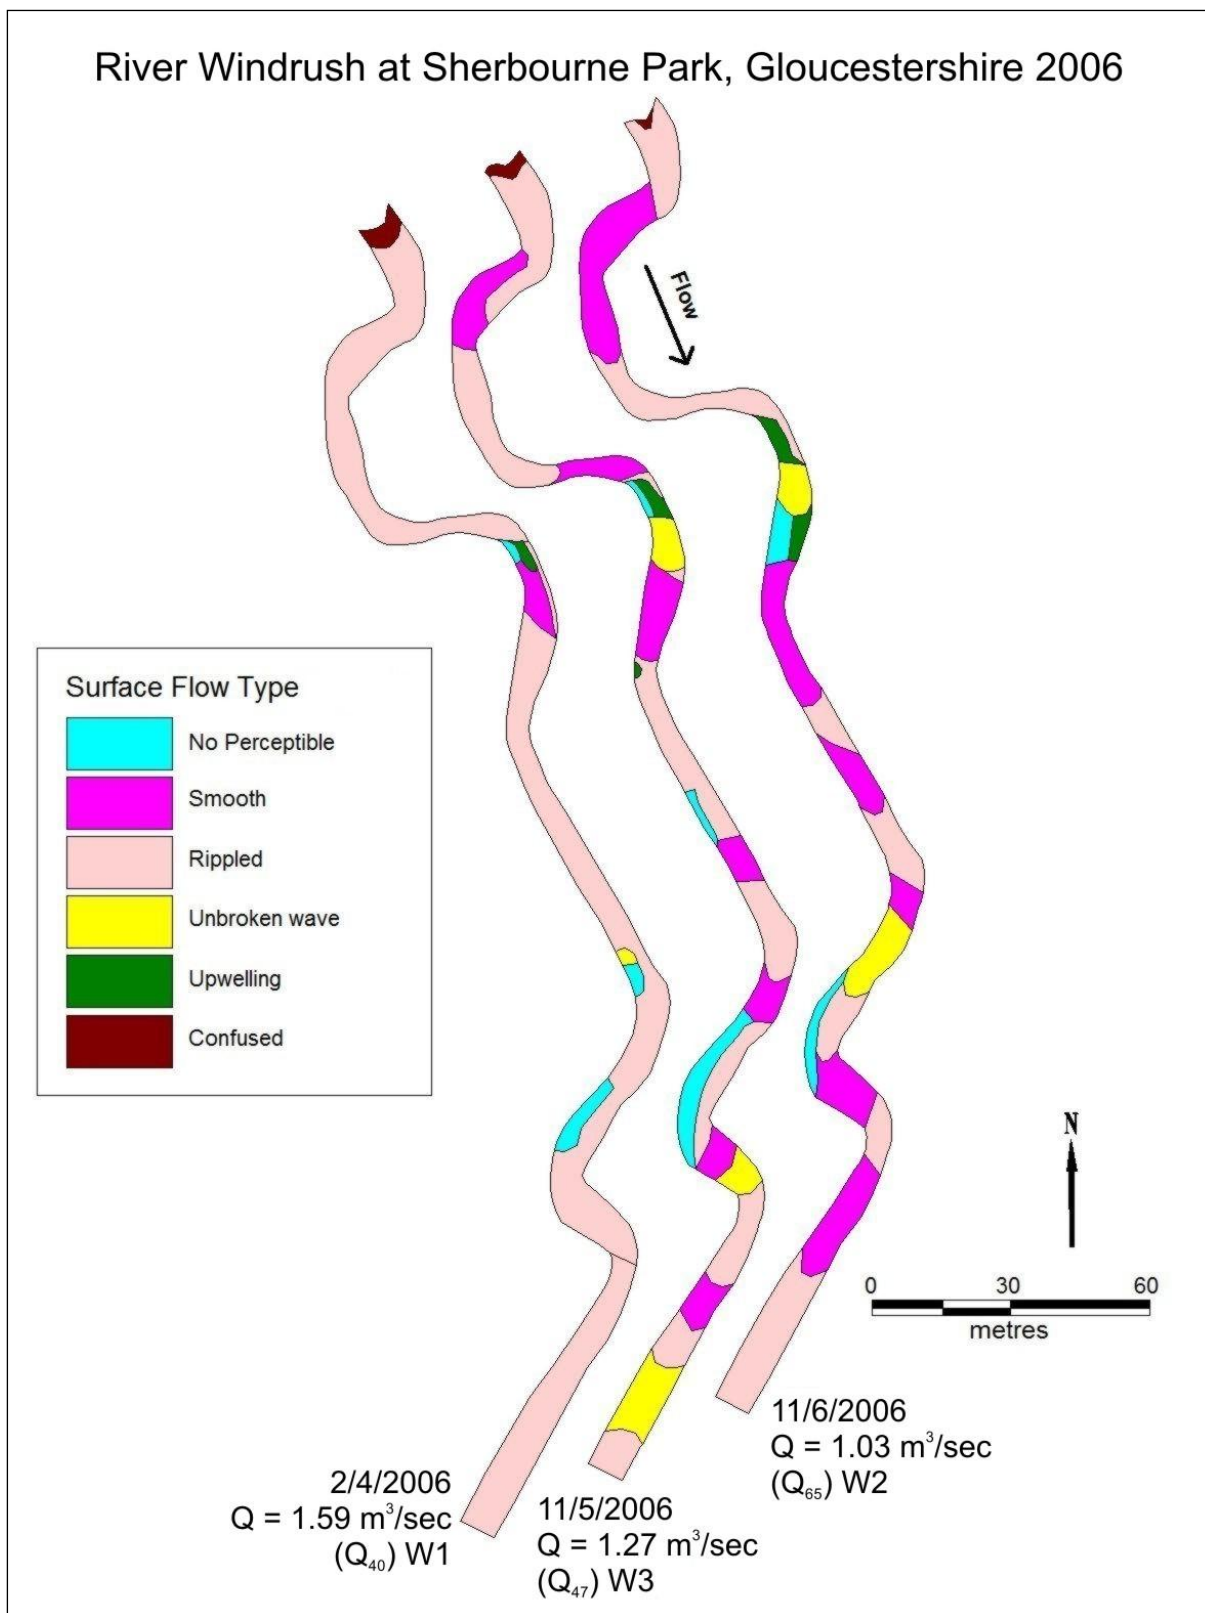 River Windrush at Sherbourne Park, Gloucestershire 2006
Flow
Surface Flow Type
No Perceptible
Smooth
Rippled
Unbroken wave
Upwelling
Confused
N
0 30 60
metres
2/4/2006
Q = 1.59 m³/sec
(Q₄₀) W1
11/5/2006
Q = 1.27 m³/sec
(Q₄₇) W3
11/6/2006
Q = 1.03 m³/sec
(Q₆₅) W2